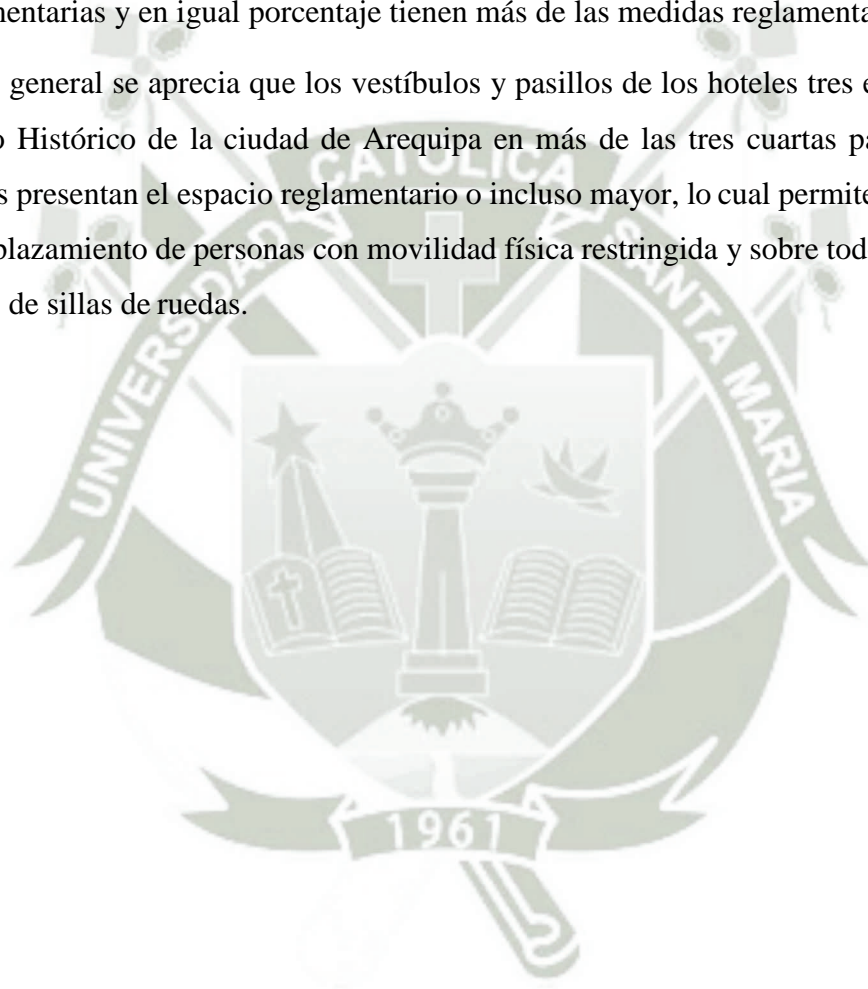 mentarias y en igual porcentaje tienen más de las medidas reglamenta
general se aprecia que los vestíbulos y pasillos de los hoteles tres e
o Histórico de la ciudad de Arequipa en más de las tres cuartas pa
s presentan el espacio reglamentario o incluso mayor, lo cual permite
plazamiento de personas con movilidad física restringida y sobre tod
de sillas de ruedas.
UNIVERSIDAD CATOLICA SANTA MARIA
1961